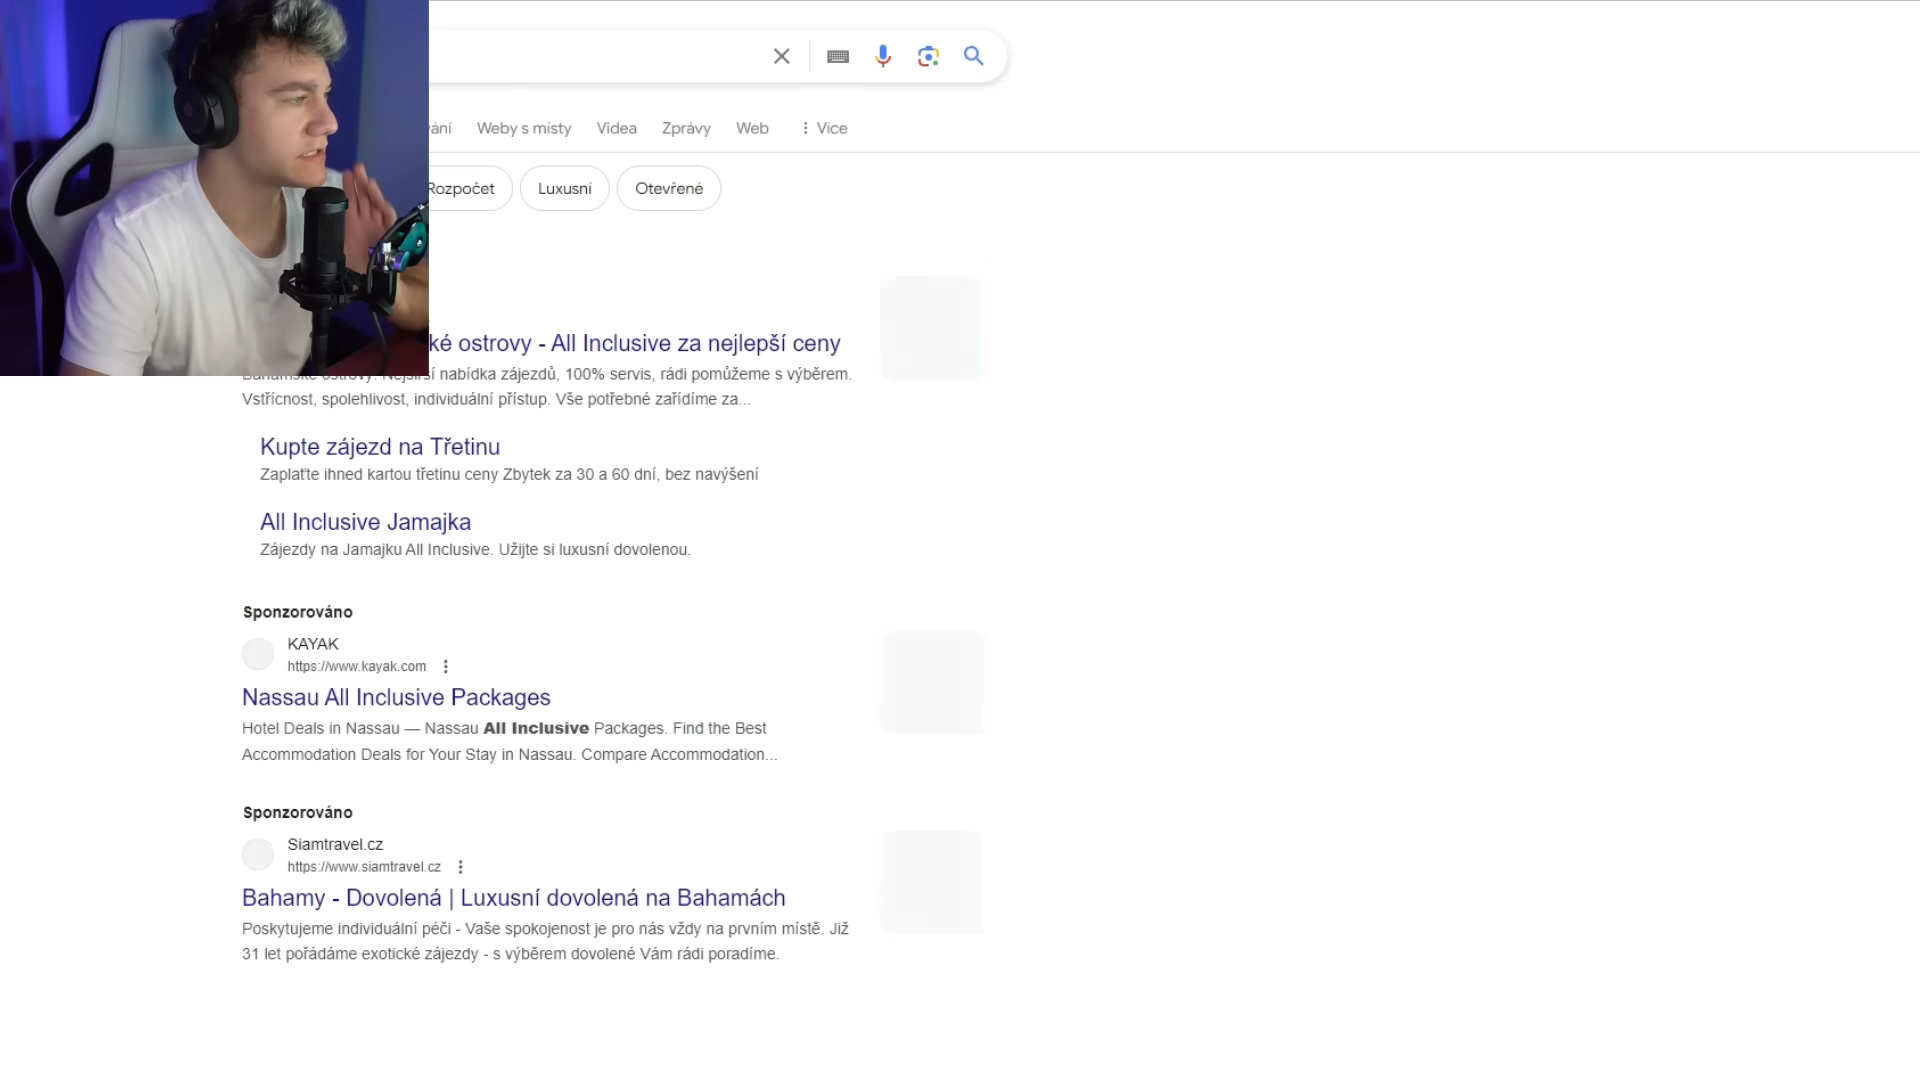 Weby s místy Videa Zprávy Web Více
Rozpočet Luxusní Otevřené
ké ostrovy - All Inclusive za nejlepší ceny
Bahamské ostrovy. Nejširší nabídka zájezdů, 100% servis, rádi pomůžeme s výběrem.
Vstřícnost, spolehlivost, individuální přístup. Vše potřebné zařídíme za...
Kupte zájezd na Třetinu
Zaplaťte ihned kartou třetinu ceny Zbytek za 30 a 60 dní, bez navýšení
All Inclusive Jamajka
Zájezdy na Jamajku All Inclusive. Užijte si luxusní dovolenou.
Sponzorováno
KAYAK
https://www.kayak.com
Nassau All Inclusive Packages
Hotel Deals in Nassau — Nassau All Inclusive Packages. Find the Best
Accommodation Deals for Your Stay in Nassau. Compare Accommodation...
Sponzorováno
Siamtravel.cz
https://www.siamtravel.cz
Bahamy - Dovolená | Luxusní dovolená na Bahamách
Poskytujeme individuální péči - Vaše spokojenost je pro nás vždy na prvním místě. Již
31 let pořádáme exotické zájezdy - s výběrem dovolené Vám rádi poradíme.